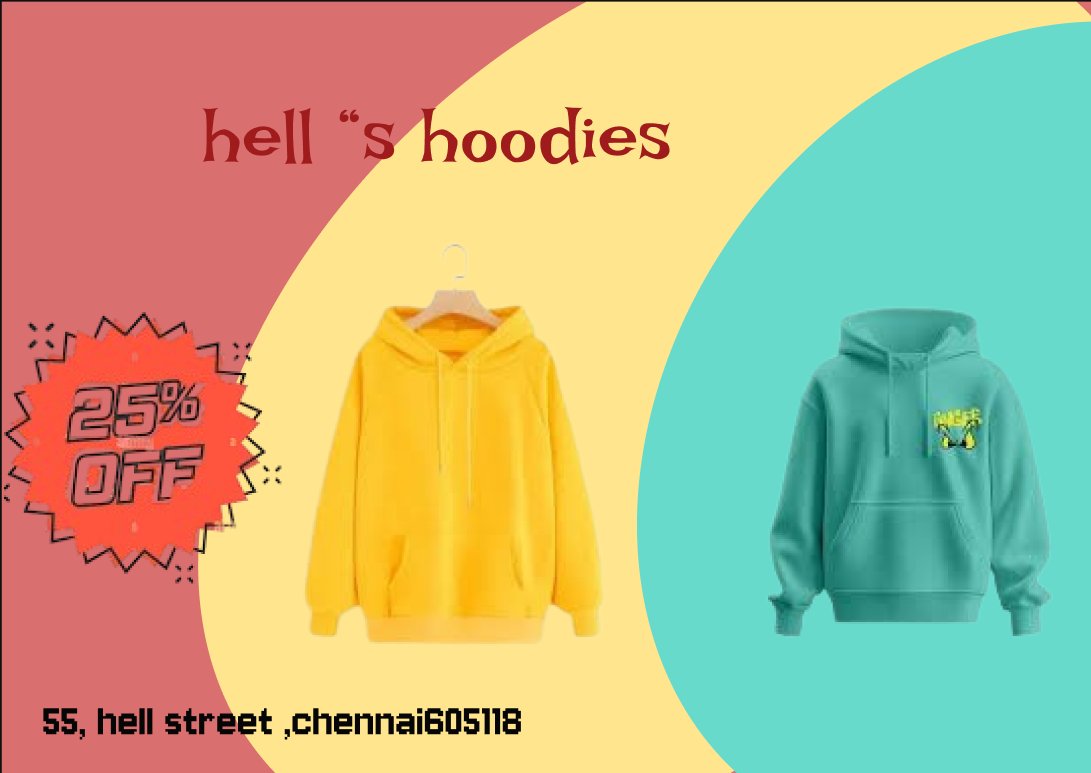 hell “s hoodies
25%
OFF
55, hell street ,chennai605118